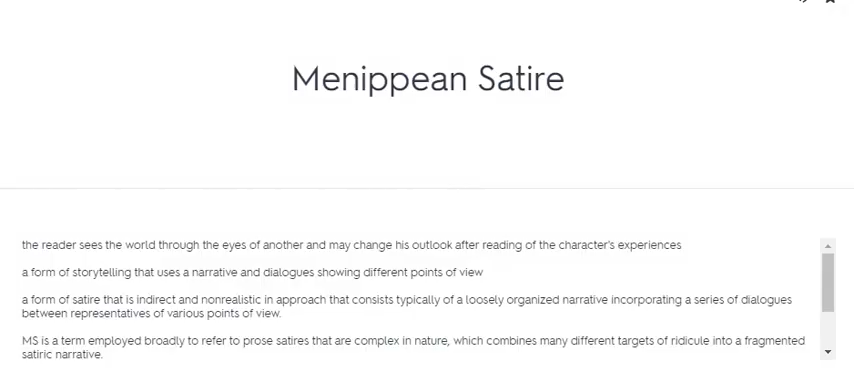 Menippean Satire
the reader sees the world through the eyes of another and may change his outlook after reading of the character's experiences
a form of storytelling that uses a narrative and dialogues showing different points of view
a form of satire that is indirect and nonrealistic in approach that consists typically of a loosely organized narrative incorporating a series of dialogues
between representatives of various points of view.
MS is a term employed broadly to refer to prose satires that are complex in nature, which combines many different targets of ridicule into a fragmented
satiric narrative.